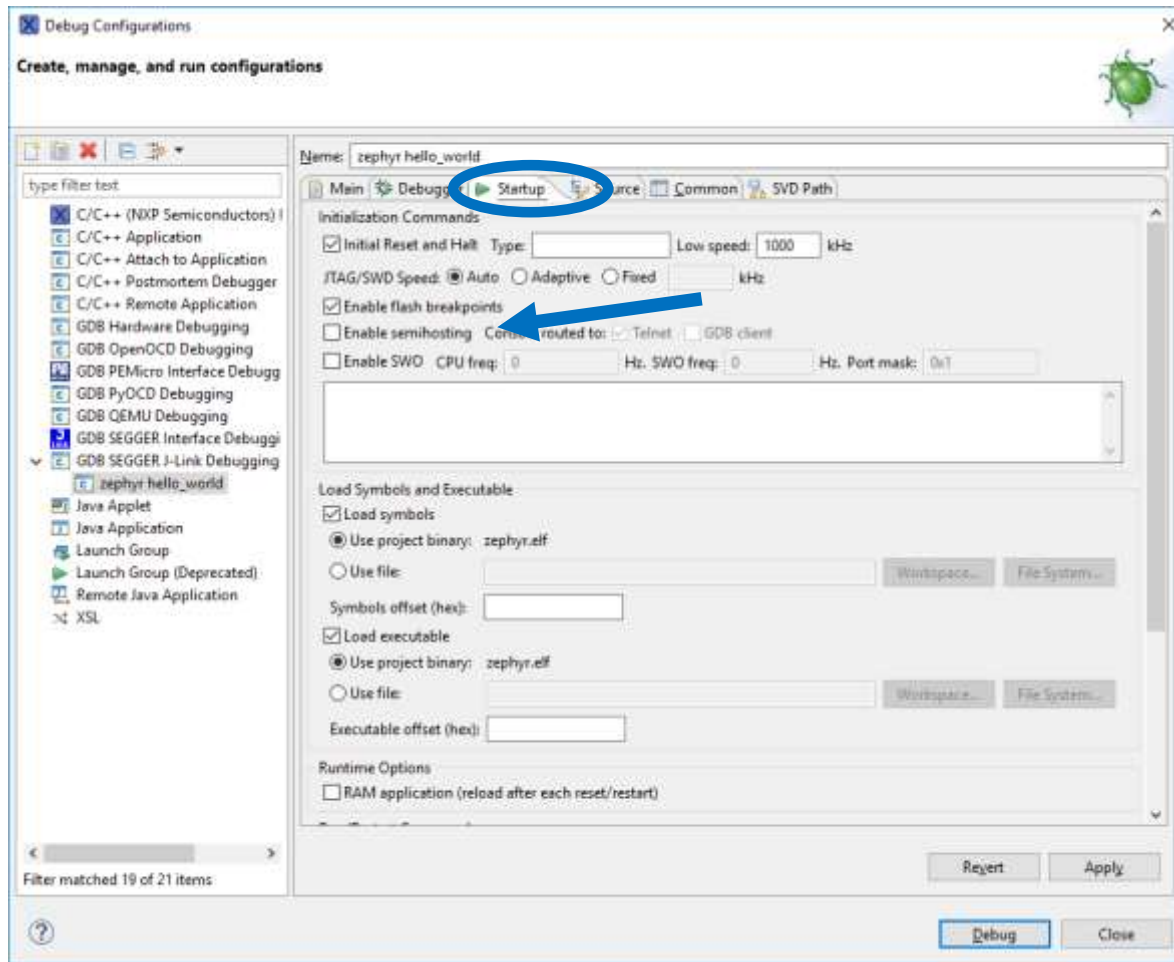 Debug Configurations
Create, manage, and run configurations
Name: zephyr hello_world
type filter text
C/C++ (NXP Semiconductors)
C/C++ Application
C/C++ Attach to Application
C/C++ Postmortem Debugger
C/C++ Remote Application
GDB Hardware Debugging
GDB OpenOCD Debugging
GDB PEMicro Interface Debugg
GDB PyOCD Debugging
GDB QEMU Debugging
GDB SEGGER Interface Debuggi
GDB SEGGER J-Link Debugging
zephyr hello_world
Java Applet
Java Application
Launch Group
Launch Group (Deprecated)
Remote Java Application
XSL
Filter matched 19 of 21 items
Main Debugge Startup Source Common SVD Path
Initialization Commands
Initial Reset and Halt Type: Low speed: 1000 kHz
JTAG/SWD Speed: Auto Adaptive Fixed kHz
Enable flash breakpoints
Enable semihosting routed to: Telnet GDB client
Enable SWO CPU freq: 0 Hz. SWO freq: 0 Hz. Port mask: 0x1
Load Symbols and Executable
Load symbols
Use project binary: zephyr.elf
Use file: Workspace... File System...
Symbols offset (hex):
Load executable
Use project binary: zephyr.elf
Use file: Workspace... File System...
Executable offset (hex):
Runtime Options
RAM application (reload after each reset/restart)
Revert Apply
Debug Close